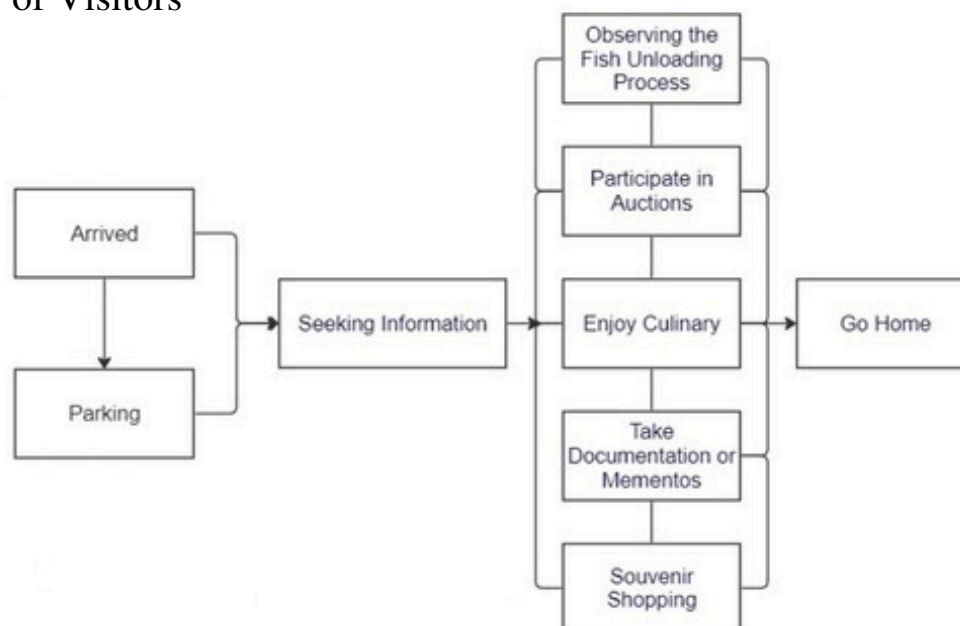 of Visitors
Observing the
Fish Unloading
Process
Participate in
Auctions
Arrived
Seeking Information
Enjoy Culinary
Go Home
Parking
Take
Documentation or
Mementos
Souvenir
Shopping